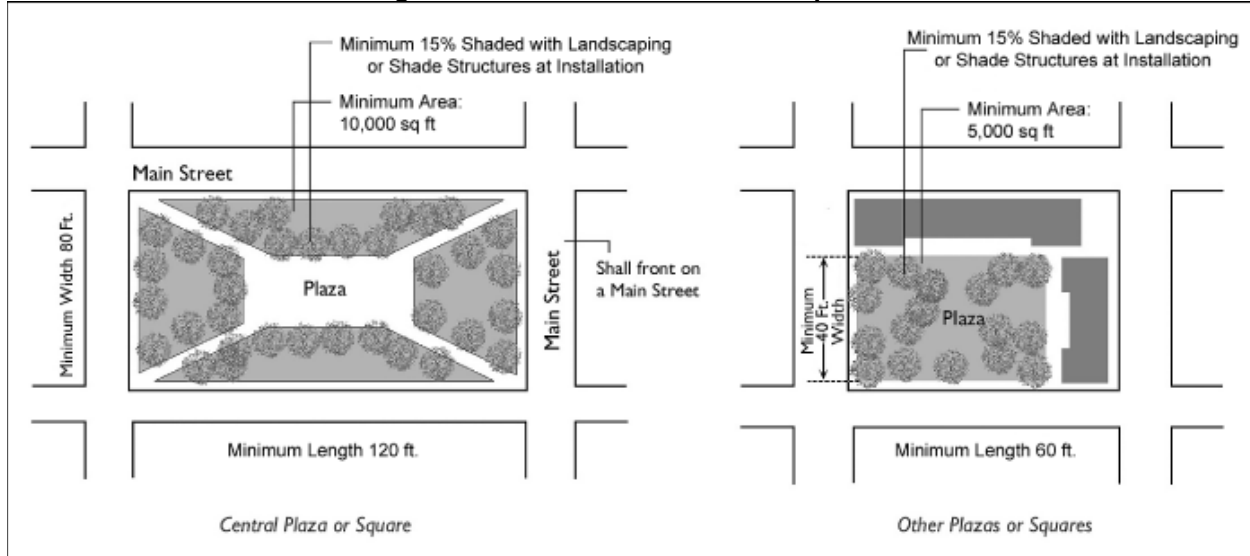 Minimum 15% Shaded with Landscaping
or Shade Structures at Installation
Minimum Area:
10,000 sq ft
Main Street
Minimum Width 80 Ft.
Plaza
Main Street
Shall front on
a Main Street
Minimum Length 120 ft.
Central Plaza or Square
Minimum 15% Shaded with Landscaping
or Shade Structures at Installation
Minimum Area:
5,000 sq ft
Minimum
40 Ft.
Width
Plaza
Minimum Length 60 ft.
Other Plazas or Squares